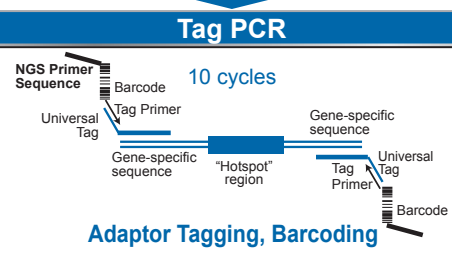 Tag PCR
NGS Primer
Sequence
Barcode
10 cycles
Tag Primer
Universal
Tag
Gene-specific
sequence
Gene-specific
sequence
"Hotspot"
region
Tag
Primer
Universal
Tag
Barcode
Adaptor Tagging, Barcoding